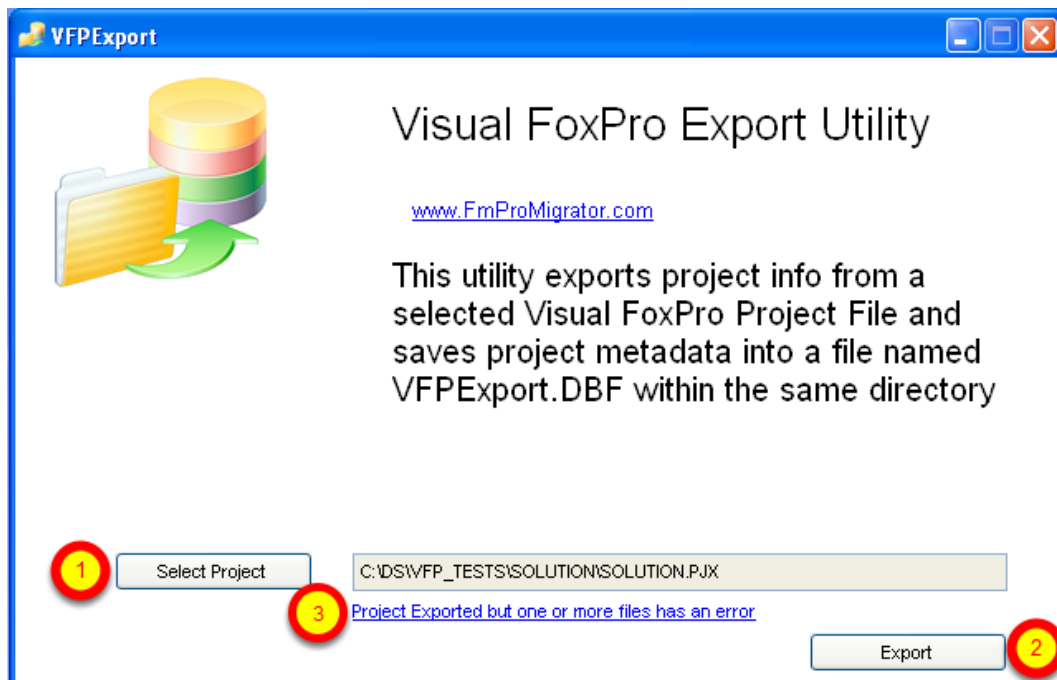 VFPExport
Visual FoxPro Export Utility
www.FmProMigrator.com
This utility exports project info from a
selected Visual FoxPro Project File and
saves project metadata into a file named
VFPExport.DBF within the same directory
1
Select Project
C:\DS\VFP_TESTS\SOLUTION\SOLUTION.PJX
3
Project Exported but one or more files has an error
Export
2